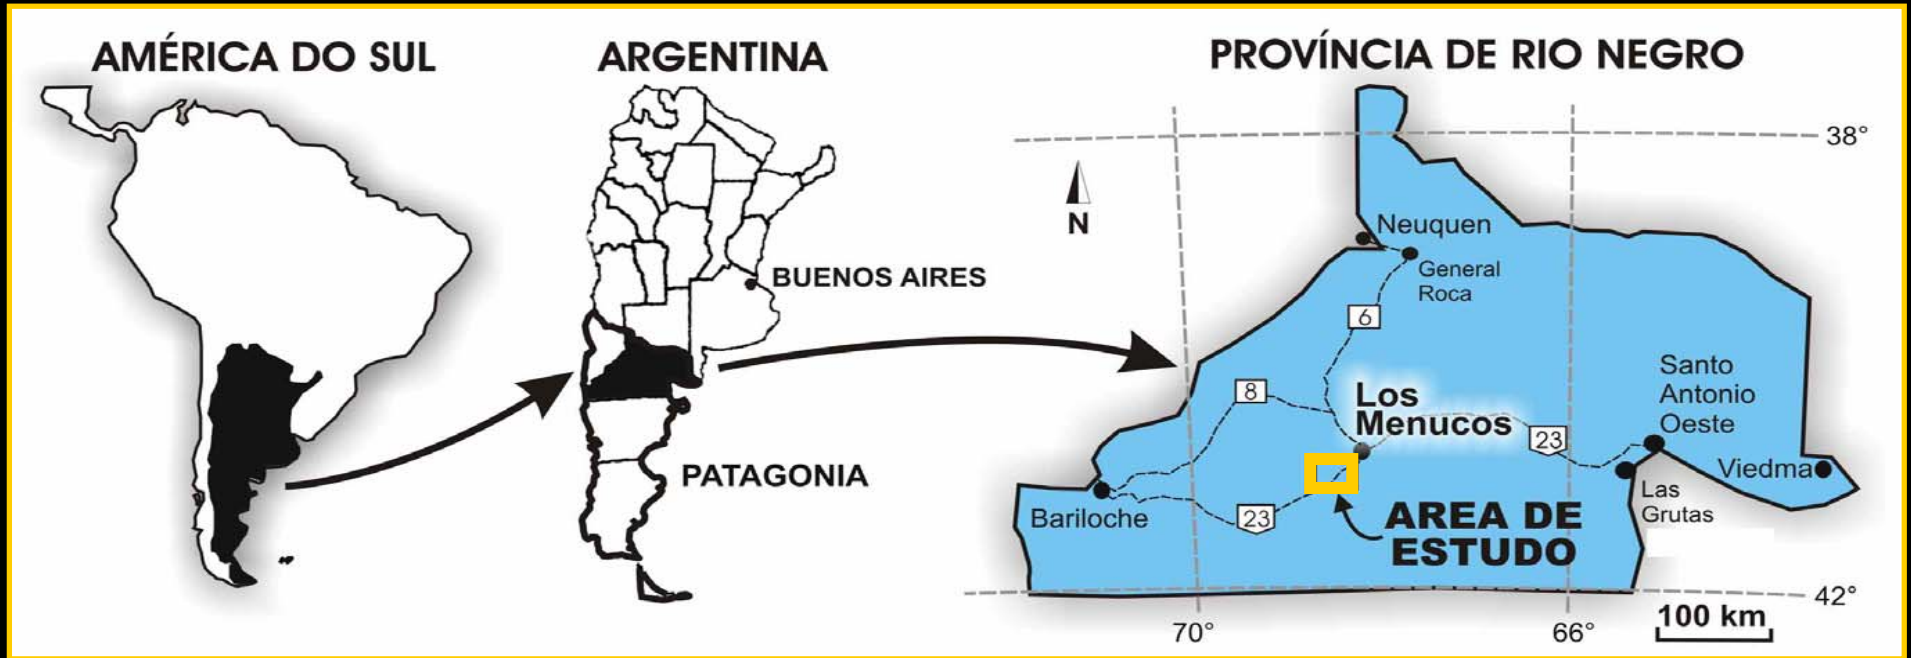 AMÉRICA DO SUL
ARGENTINA
PROVÍNCIA DE RIO NEGRO
BUENOS AIRES
PATAGONIA
38°
N
Neuquen
General
Roca
6
8
Los
Menucos
23
Santo
Antonio
Oeste
Viedma
Las
Grutas
Bariloche
23
AREA DE
ESTUDO
42°
70°
66°
100 km